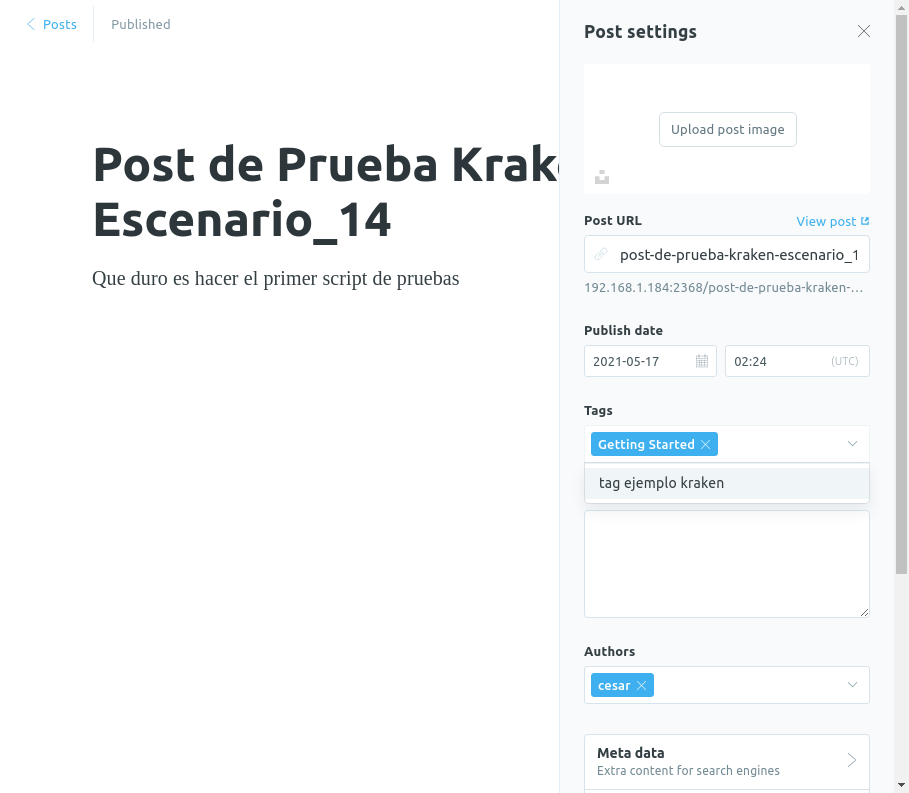 Posts
Published
Post de Prueba Krak
Escenario_14
Que duro es hacer el primer script de pruebas
Post settings
Upload post image
Post URL
View post
post-de-prueba-kraken-escenario_1
192.168.1.184:2368/post-de-prueba-kraken-...
Publish date
2021-05-17
02:24
(UTC)
Tags
Getting Started
tag ejemplo kraken
Authors
cesar
Meta data
Extra content for search engines